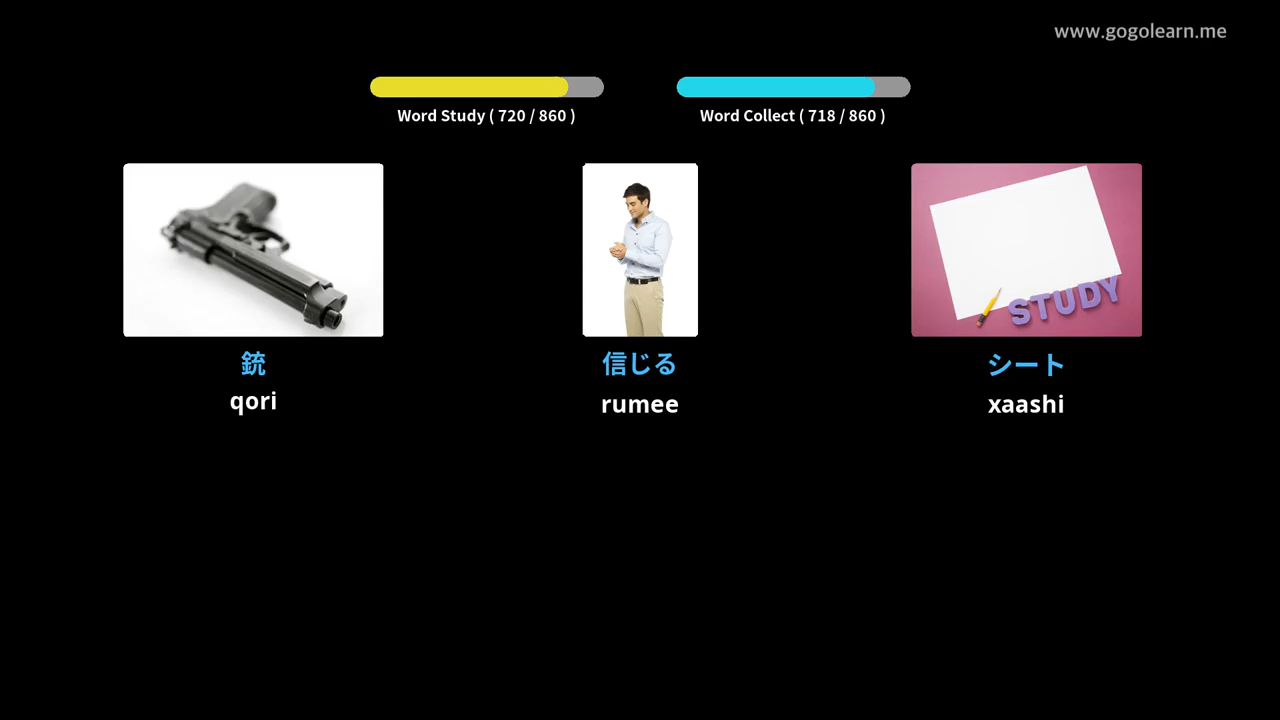 www.gogolearn.me
Word Study ( 720 / 860 )
Word Collect ( 718 / 860 )
STUDY
銃
信じる
シート
qori
rumee
xaashi